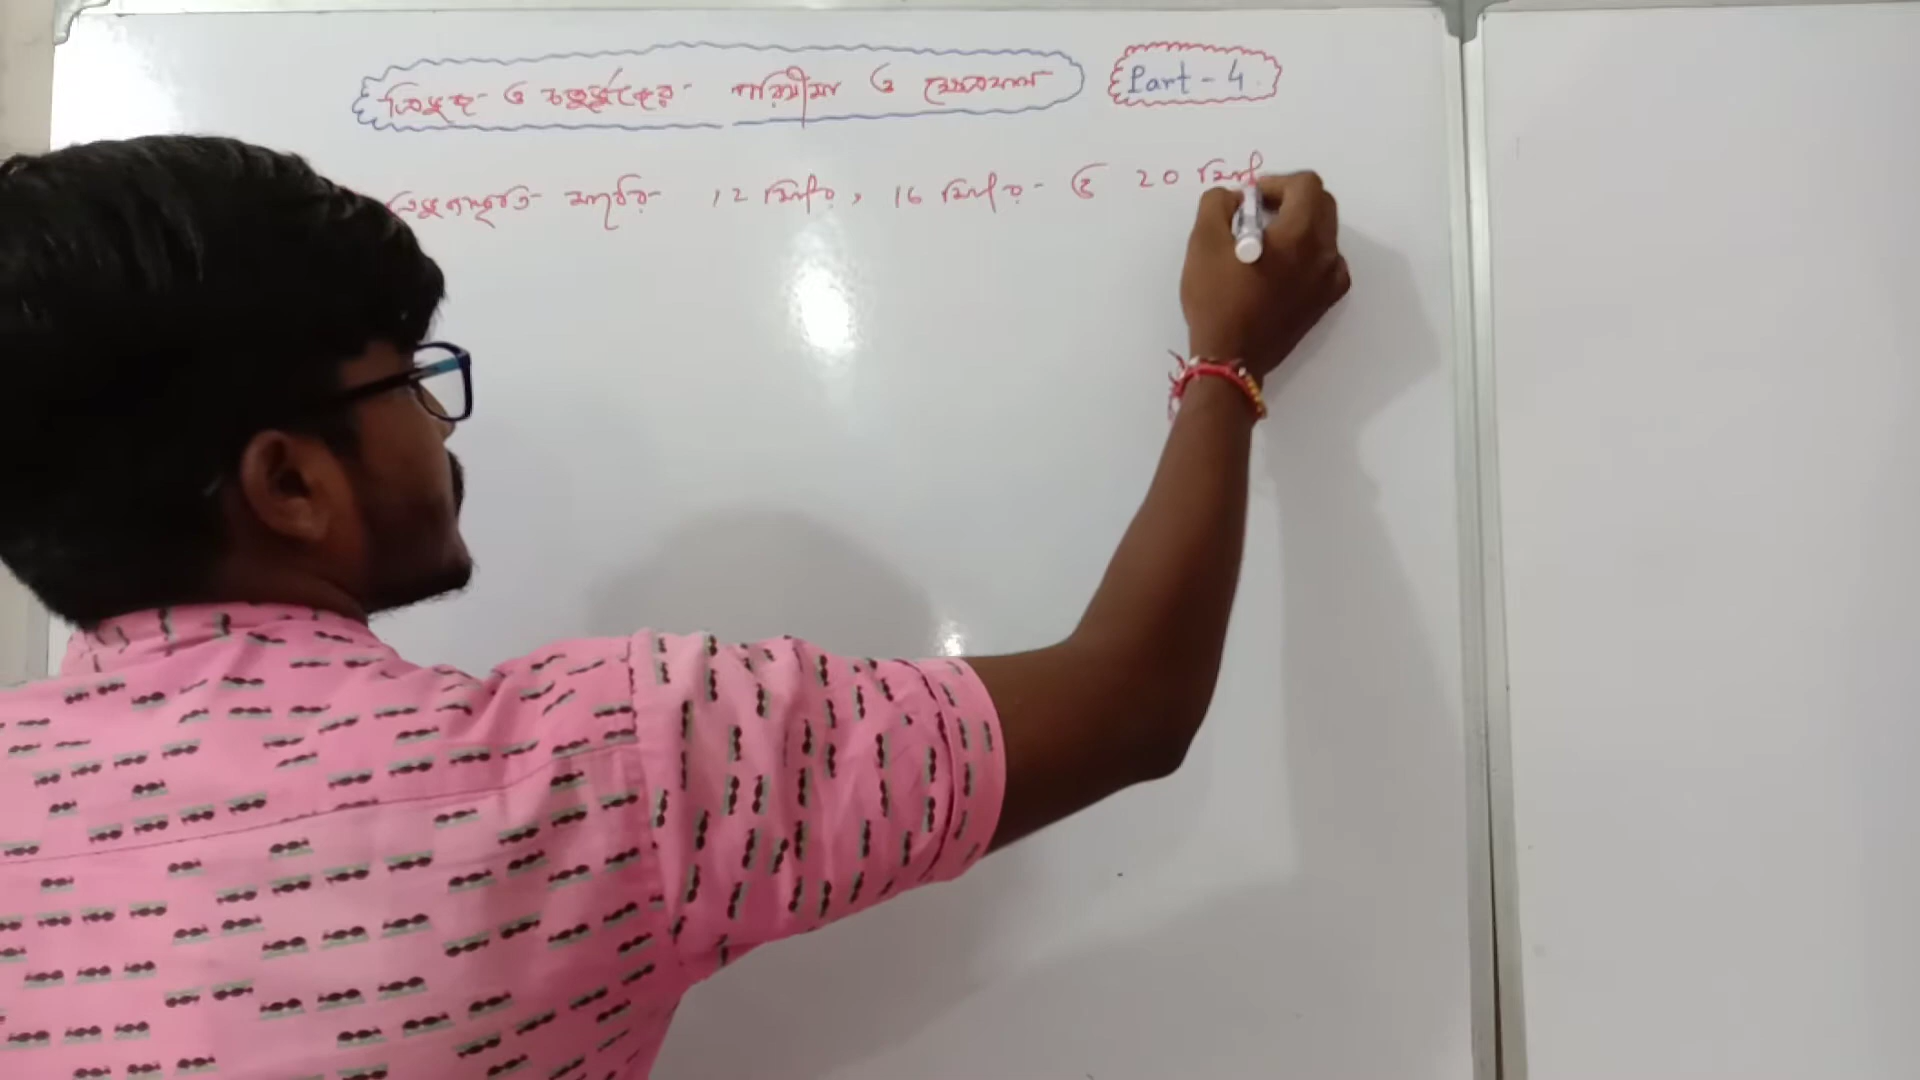 ত্রিভুজ ও চতুর্ভুজের পরিসীমা ও ক্ষেত্রফল
Part - 4
12 মিটার, 16 মিটার ও 20 মিটার